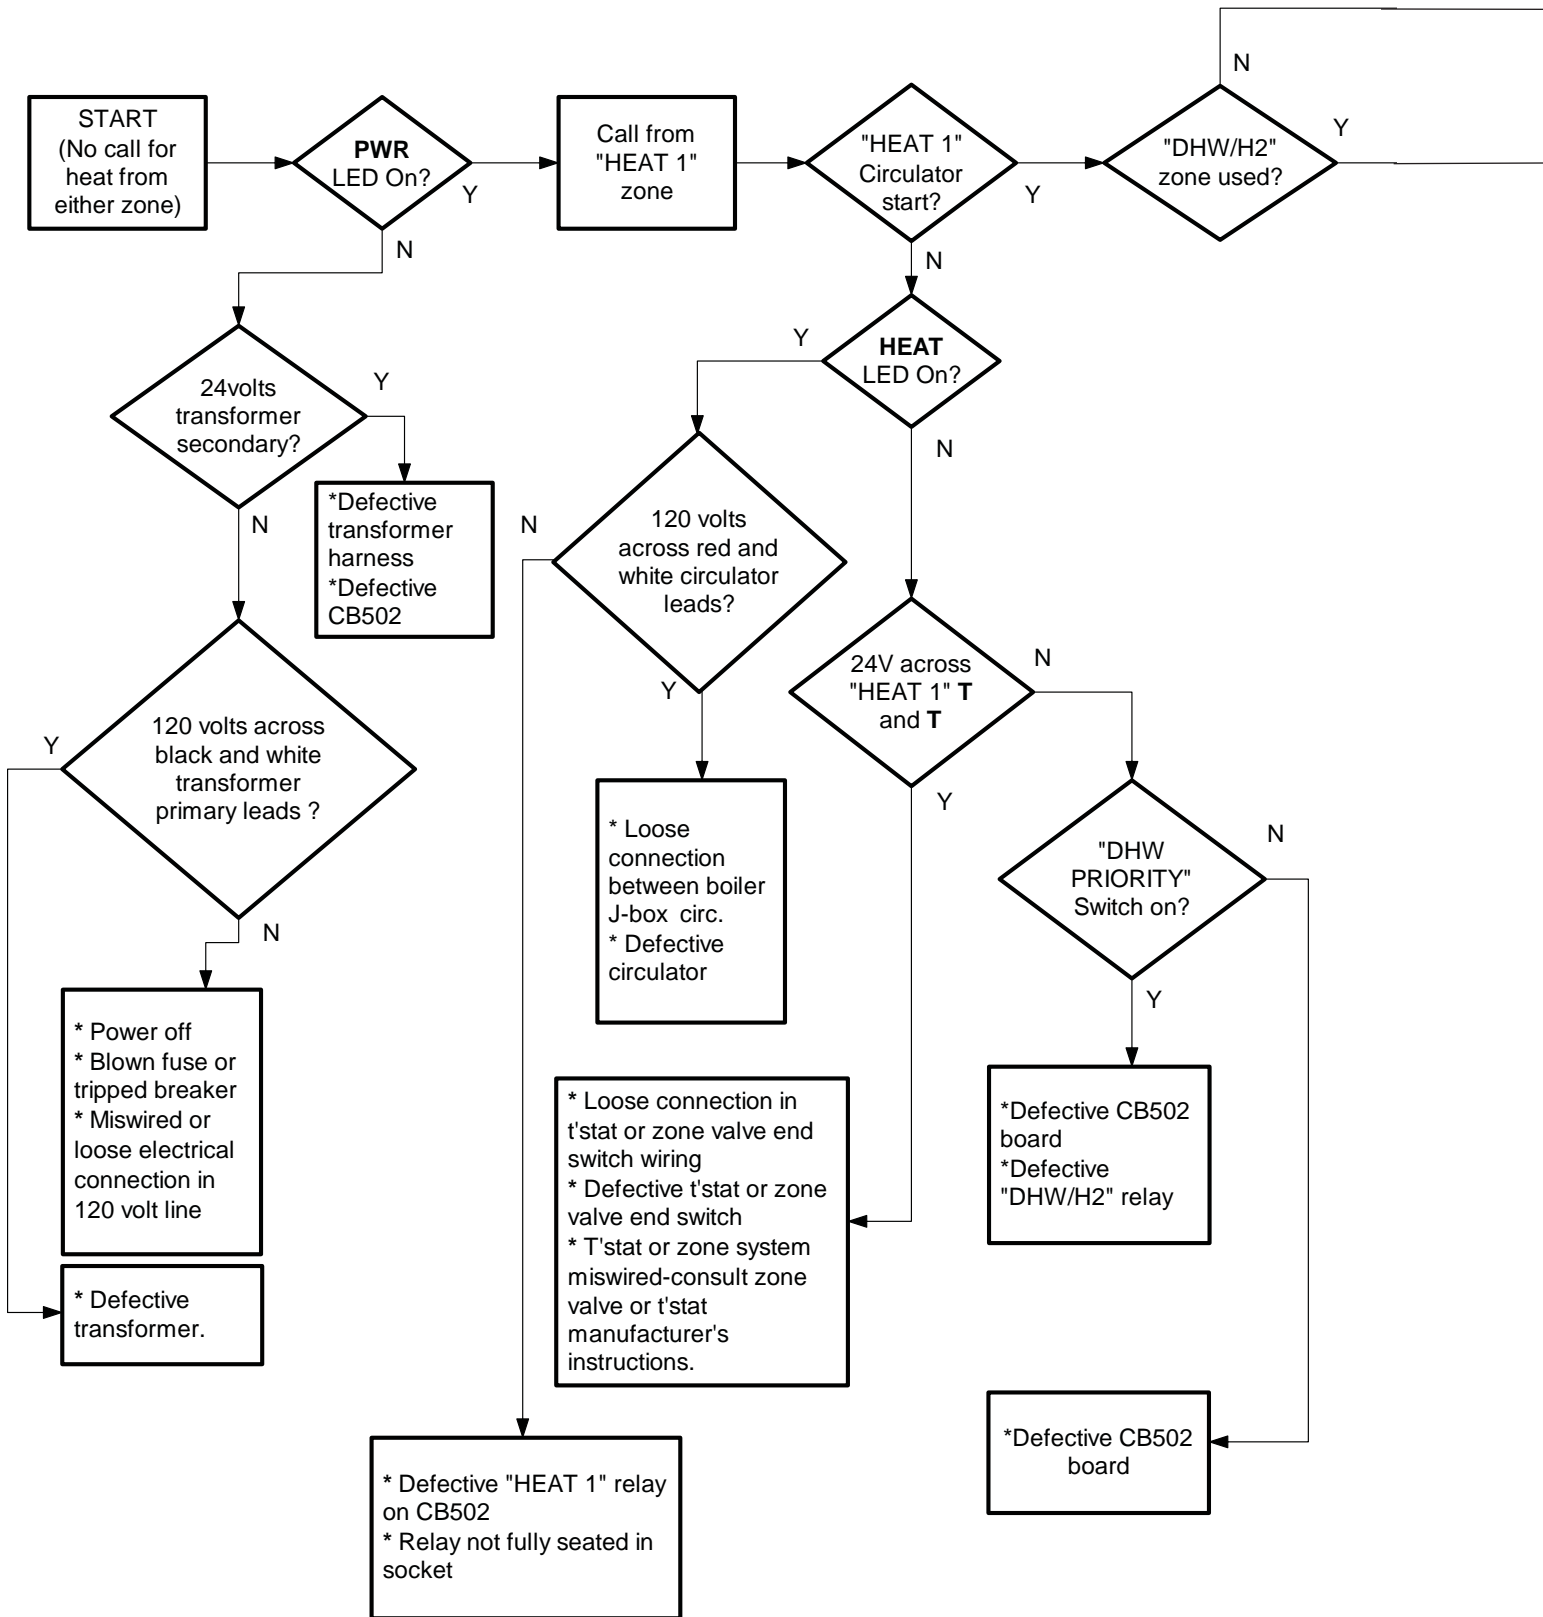 START
(No call for
heat from
either zone)
PWR
LED On?
Y
N
Call from
"HEAT 1"
zone
"HEAT 1"
Circulator
start?
Y
N
"DHW/H2"
zone used?
N
Y
HEAT
LED On?
Y
N
24volts
transformer
secondary?
Y
N
*Defective
transformer
harness
*Defective
CB502
120 volts
across red and
white circulator
leads?
N
Y
24V across
"HEAT 1" T
and T
N
Y
120 volts across
black and white
transformer
primary leads ?
Y
N
* Loose
connection
between boiler
J-box circ.
* Defective
circulator
"DHW
PRIORITY"
Switch on?
N
Y
* Power off
* Blown fuse or
tripped breaker
* Miswired or
loose electrical
connection in
120 volt line
* Defective
transformer.
* Loose connection in
t'stat or zone valve end
switch wiring
* Defective t'stat or zone
valve end switch
* T'stat or zone system
miswired-consult zone
valve or t'stat
manufacturer's
instructions.
*Defective CB502
board
*Defective
"DHW/H2" relay
*Defective CB502
board
* Defective "HEAT 1" relay
on CB502
* Relay not fully seated in
socket